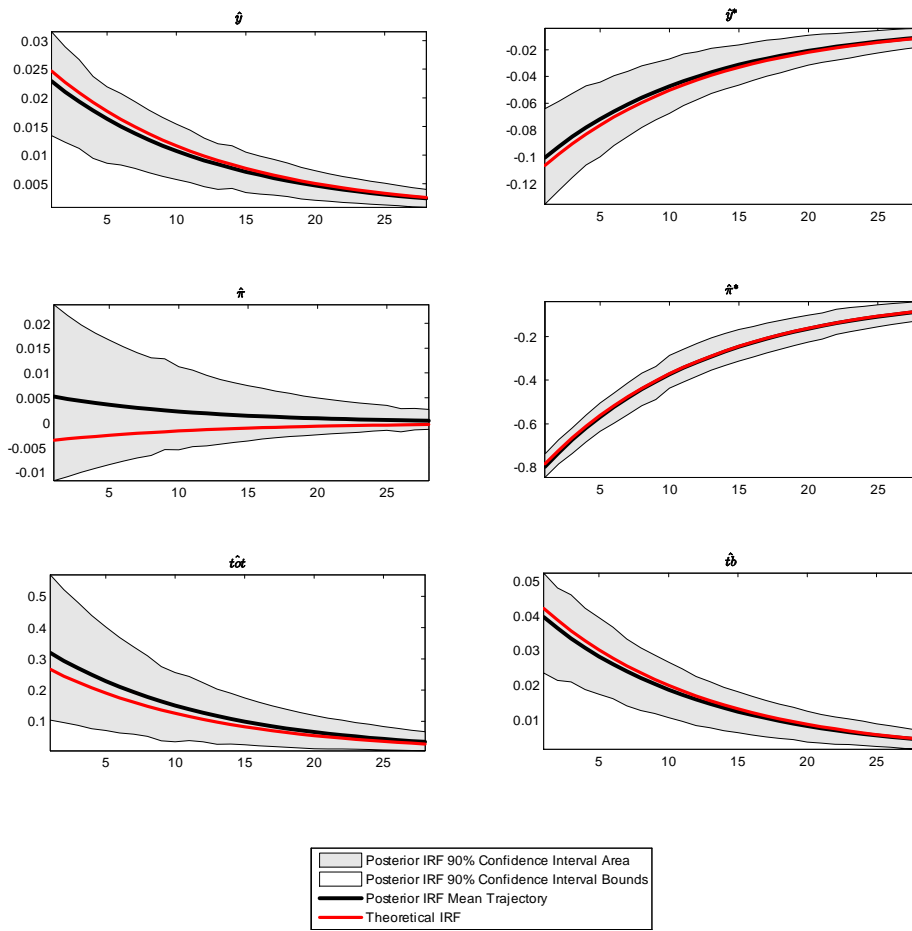 ŷ
0.03
0.025
0.02
0.015
0.01
0.005
5 10 15 20 25
ŷ*
-0.02
-0.04
-0.06
-0.08
-0.1
-0.12
5 10 15 20 25
π̂
0.02
0.015
0.01
0.005
0
-0.005
-0.01
5 10 15 20 25
π̂*
-0.2
-0.4
-0.6
-0.8
5 10 15 20 25
tôt
0.5
0.4
0.3
0.2
0.1
5 10 15 20 25
t̂b
0.05
0.04
0.03
0.02
0.01
5 10 15 20 25
Posterior IRF 90% Confidence Interval Area
Posterior IRF 90% Confidence Interval Bounds
Posterior IRF Mean Trajectory
Theoretical IRF